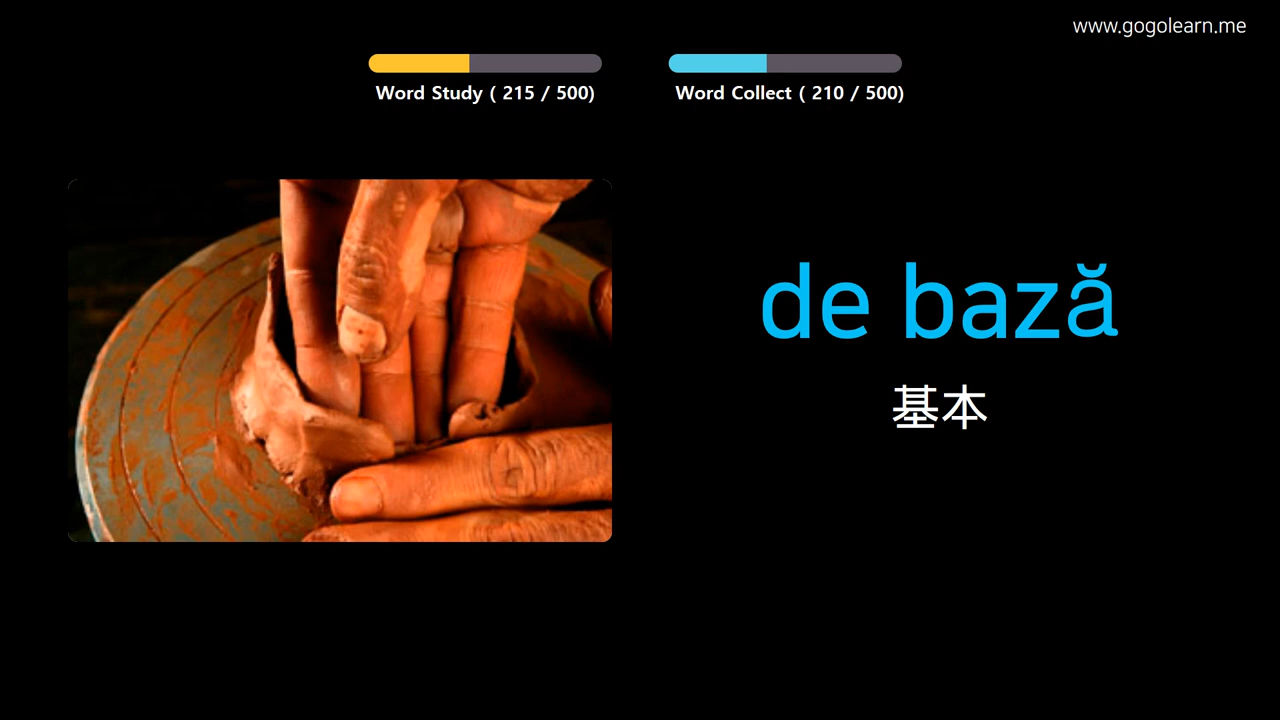 www.gogolearn.me
Word Study ( 215 / 500)
Word Collect ( 210 / 500)
de bază
基本